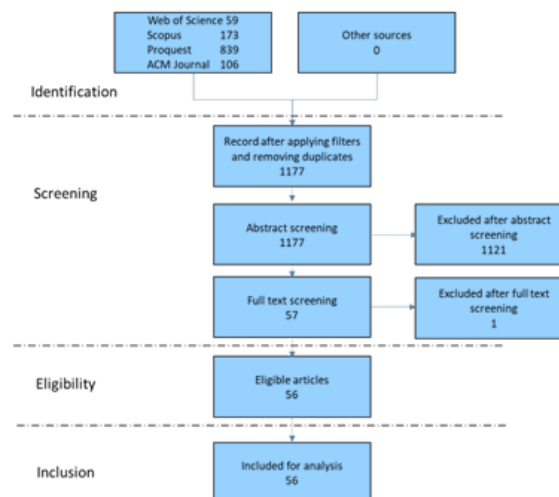 Web of Science 59
Scopus 173
Proquest 839
ACM Journal 106
Other sources
0
Identification
Record after applying filters
and removing duplicates
1177
Screening
Abstract screening
1177
Excluded after abstract
screening
1121
Full text screening
57
Excluded after full text
screening
1
Eligibility
Eligible articles
56
Inclusion
Included for analysis
56